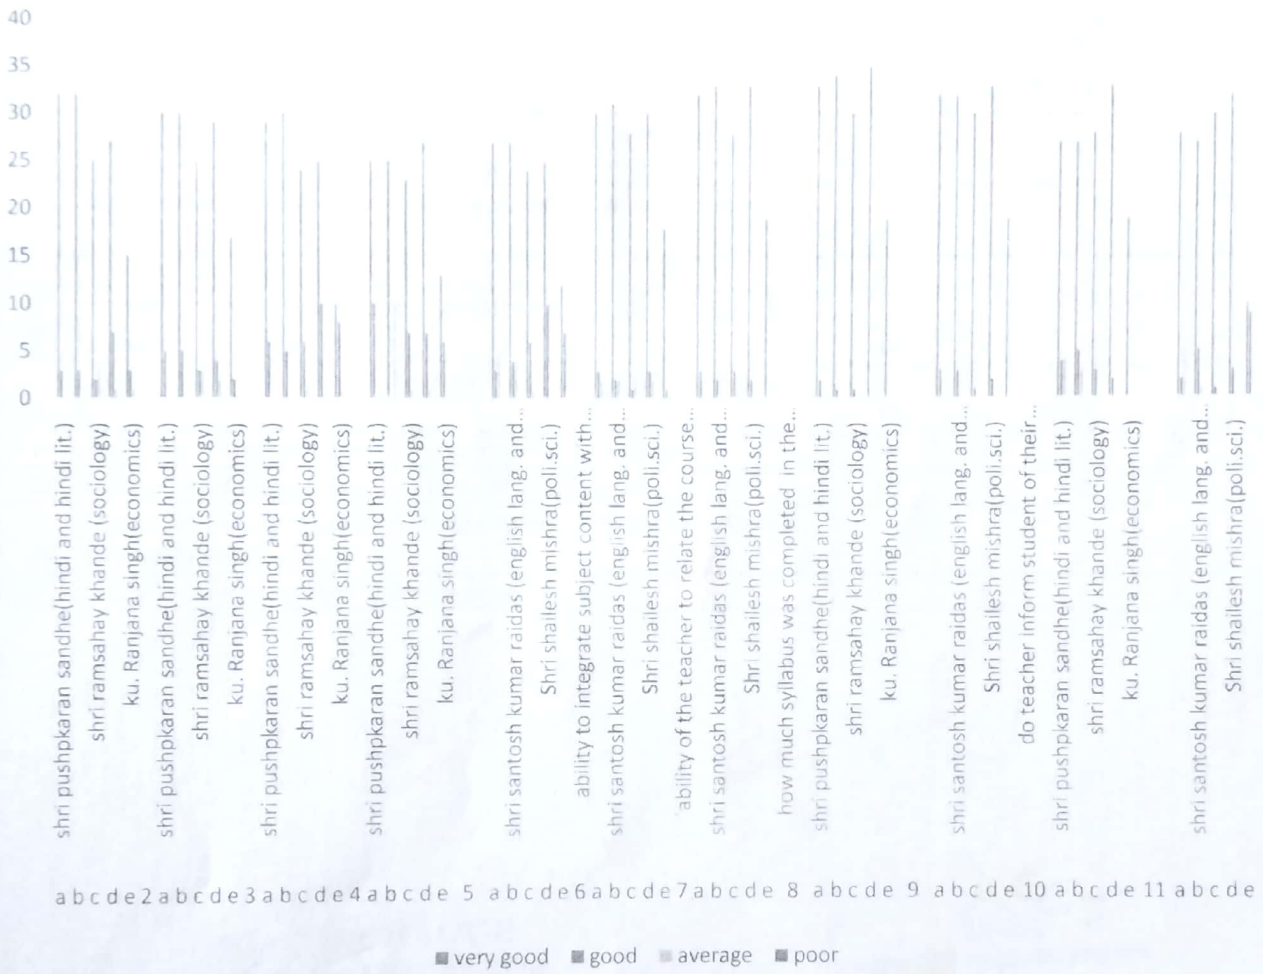 40
35
30
25
20
15
10
5
0
shri pushpkaran sandhe(hindi and hindi lit.)
shri ramsahay khande (sociology)
ku. Ranjana singh(economics)
shri pushpkaran sandhe(hindi and hindi lit.)
shri ramsahay khande (sociology)
ku. Ranjana singh(economics)
shri pushpkaran sandhe(hindi and hindi lit.)
shri ramsahay khande (sociology)
ku. Ranjana singh(economics)
shri pushpkaran sandhe(hindi and hindi lit.)
shri ramsahay khande (sociology)
ku. Ranjana singh(economics)
shri santosh kumar raidas (english lang. and...
Shri shailesh mishra(poli.sci.)
ability to integrate subject content with...
shri santosh kumar raidas (english lang. and...
Shri shailesh mishra(poli.sci.)
ability of the teacher to relate the course...
shri santosh kumar raidas (english lang. and...
Shri shailesh mishra(poli.sci.)
how much syllabus was completed in the...
shri pushpkaran sandhe(hindi and hindi lit.)
shri ramsahay khande (sociology)
ku. Ranjana singh(economics)
shri santosh kumar raidas (english lang. and...
Shri shailesh mishra(poli.sci.)
do teacher inform student of their...
shri pushpkaran sandhe(hindi and hindi lit.)
shri ramsahay khande (sociology)
ku. Ranjana singh(economics)
shri santosh kumar raidas (english lang. and...
Shri shailesh mishra(poli.sci.)
a b c d e 2 a b c d e 3 a b c d e 4 a b c d e 5 a b c d e 6 a b c d e 7 a b c d e 8 a b c d e 9 a b c d e 10 a b c d e 11 a b c d e
very good good average poor